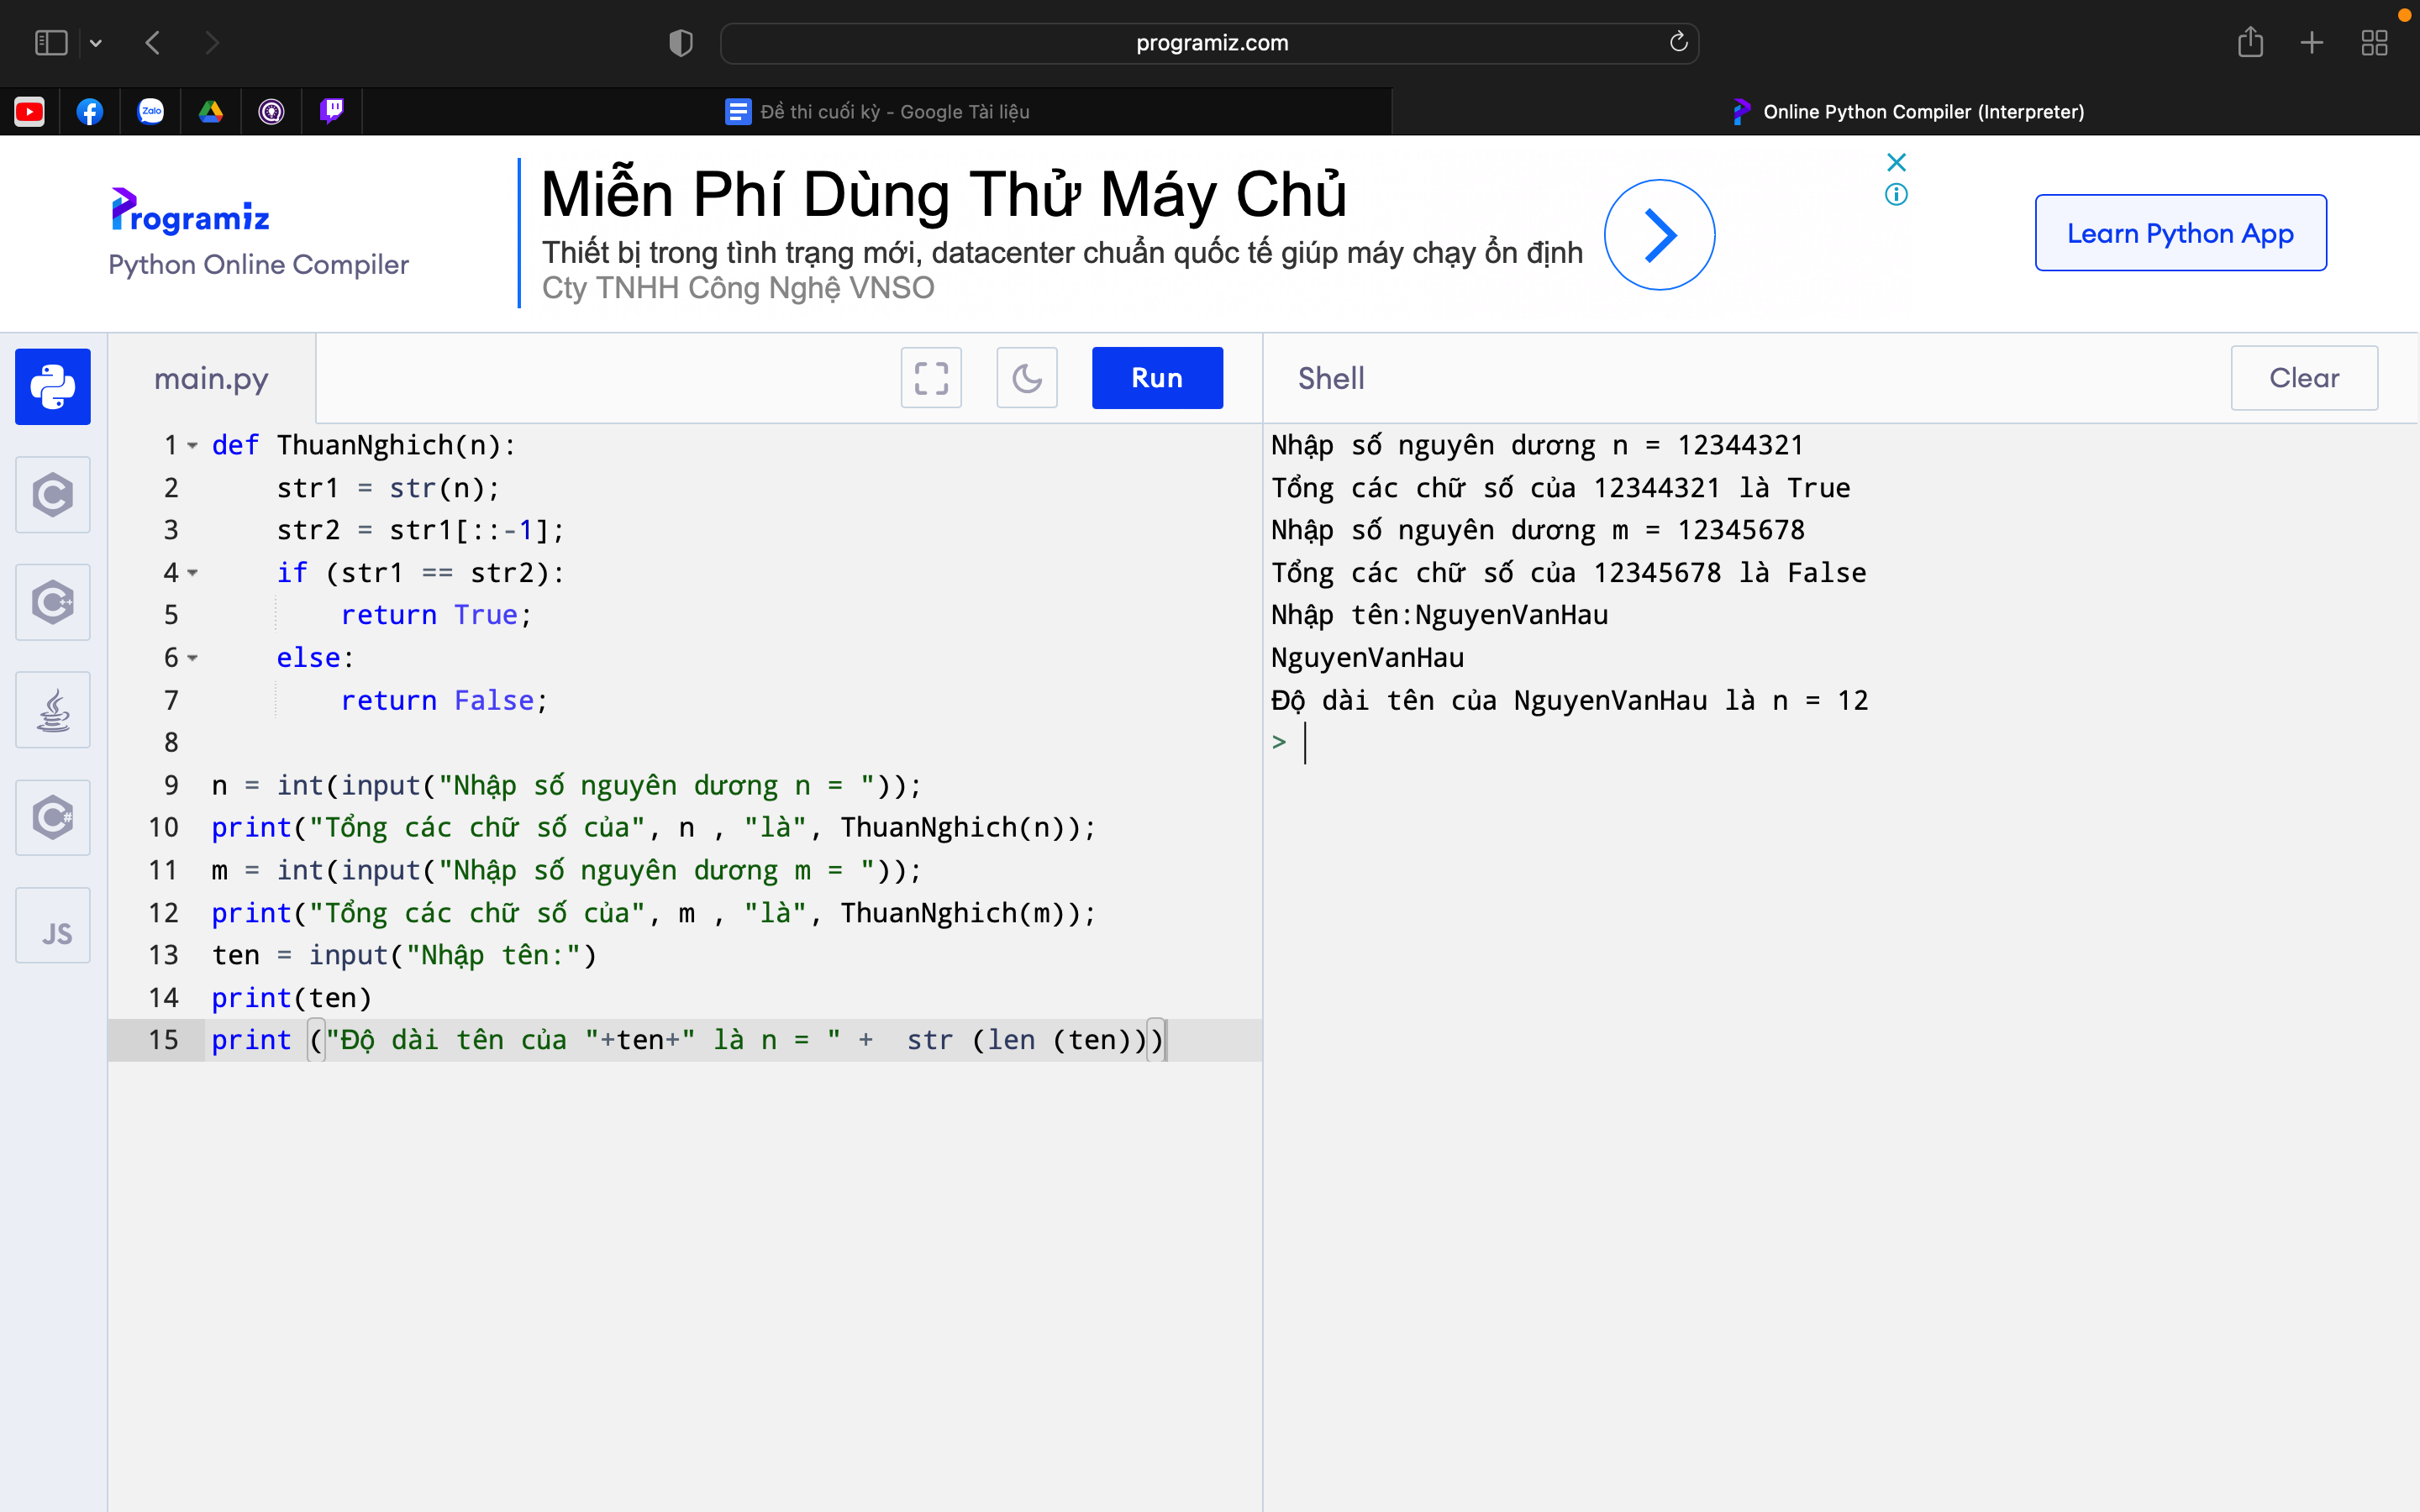 programiz.com
Zalo
Đề thi cuối kỳ - Google Tài liệu
Online Python Compiler (Interpreter)
Programiz
Python Online Compiler
Miễn Phí Dùng Thử Máy Chủ
Thiết bị trong tình trạng mới, datacenter chuẩn quốc tế giúp máy chạy ổn định
Cty TNHH Công Nghệ VNSO
Learn Python App
main.py
Run
Shell
Clear
C
C++
C#
JS
1 def ThuanNghich(n):
2     str1 = str(n);
3     str2 = str1[::-1];
4     if (str1 == str2):
5         return True;
6     else:
7         return False;
8
9 n = int(input("Nhập số nguyên dương n = "));
10 print("Tổng các chữ số của", n , "là", ThuanNghich(n));
11 m = int(input("Nhập số nguyên dương m = "));
12 print("Tổng các chữ số của", m , "là", ThuanNghich(m));
13 ten = input("Nhập tên:")
14 print(ten)
15 print ("Độ dài tên của "+ten+" là n = " +  str (len (ten)))
Nhập số nguyên dương n = 12344321
Tổng các chữ số của 12344321 là True
Nhập số nguyên dương m = 12345678
Tổng các chữ số của 12345678 là False
Nhập tên:NguyenVanHau
NguyenVanHau
Độ dài tên của NguyenVanHau là n = 12
>